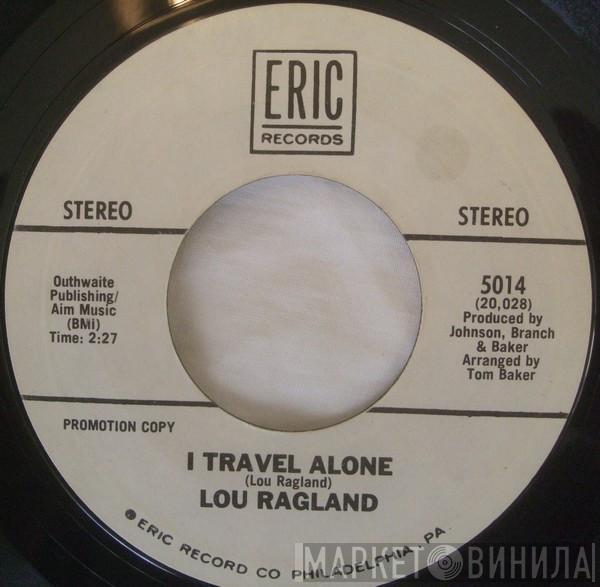 ERIC
RECORDS
STEREO
STEREO
Outhwaite
Publishing/
Aim Music
(BMI)
Time: 2:27
5014
(20,028)
Produced by
Johnson, Branch
& Baker
Arranged by
Tom Baker
PROMOTION COPY
I TRAVEL ALONE
(Lou Ragland)
LOU RAGLAND
℗ ERIC RECORD CO PHILADELPHIA, PA.
МАРКЕТ ВИНИЛА